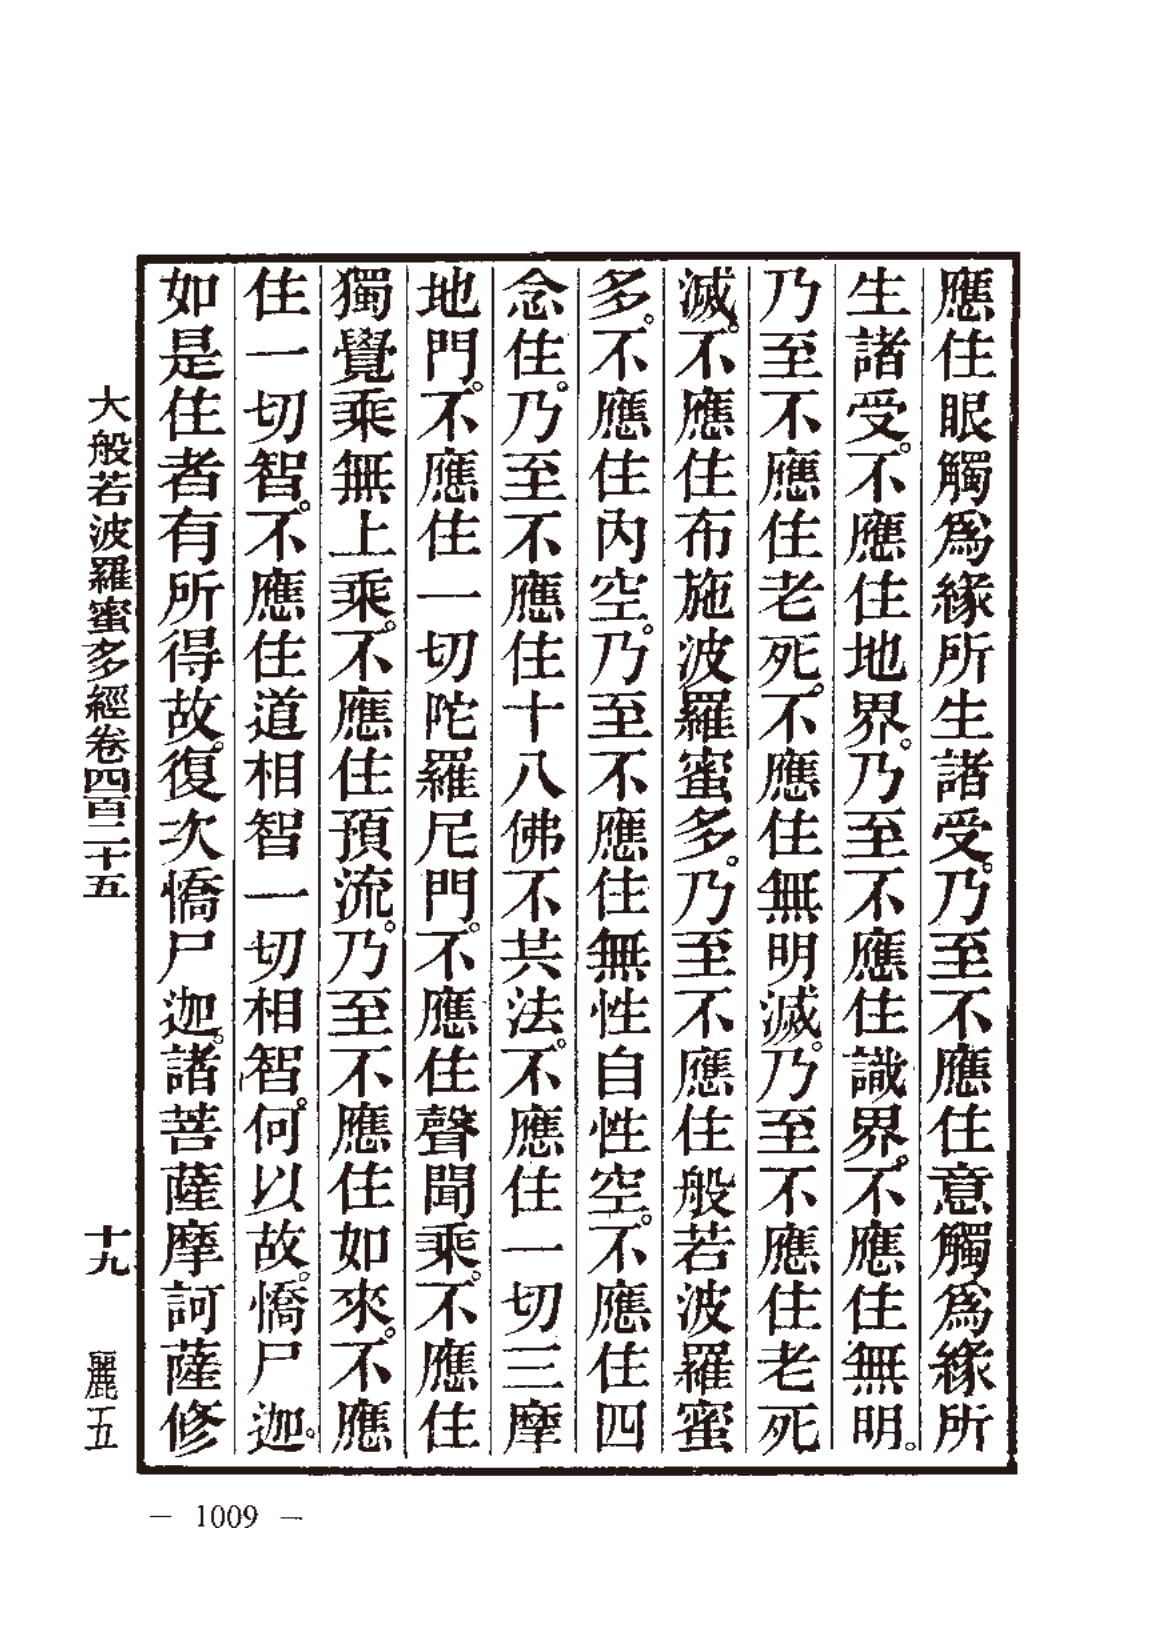 應住眼觸爲緣所生諸受。乃至不應住意觸爲緣所
生諸受。不應住地界。乃至不應住識界。不應住無明。
乃至不應住老死。不應住無明滅。乃至不應住老死
滅。不應住布施波羅蜜多。乃至不應住般若波羅蜜
多。不應住內空。乃至不應住無性自性空。不應住四
念住。乃至不應住十八佛不共法。不應住一切三摩
地門。不應住一切陀羅尼門。不應住聲聞乘。不應住
獨覺乘無上乘。不應住預流。乃至不應住如來。不應
住一切智。不應住道相智一切相智。何以故。憍尸迦。
如是住者有所得故。復次憍尸迦。諸菩薩摩訶薩修
大般若波羅蜜多經卷四百二十五 十九 麗五
— 1009 —